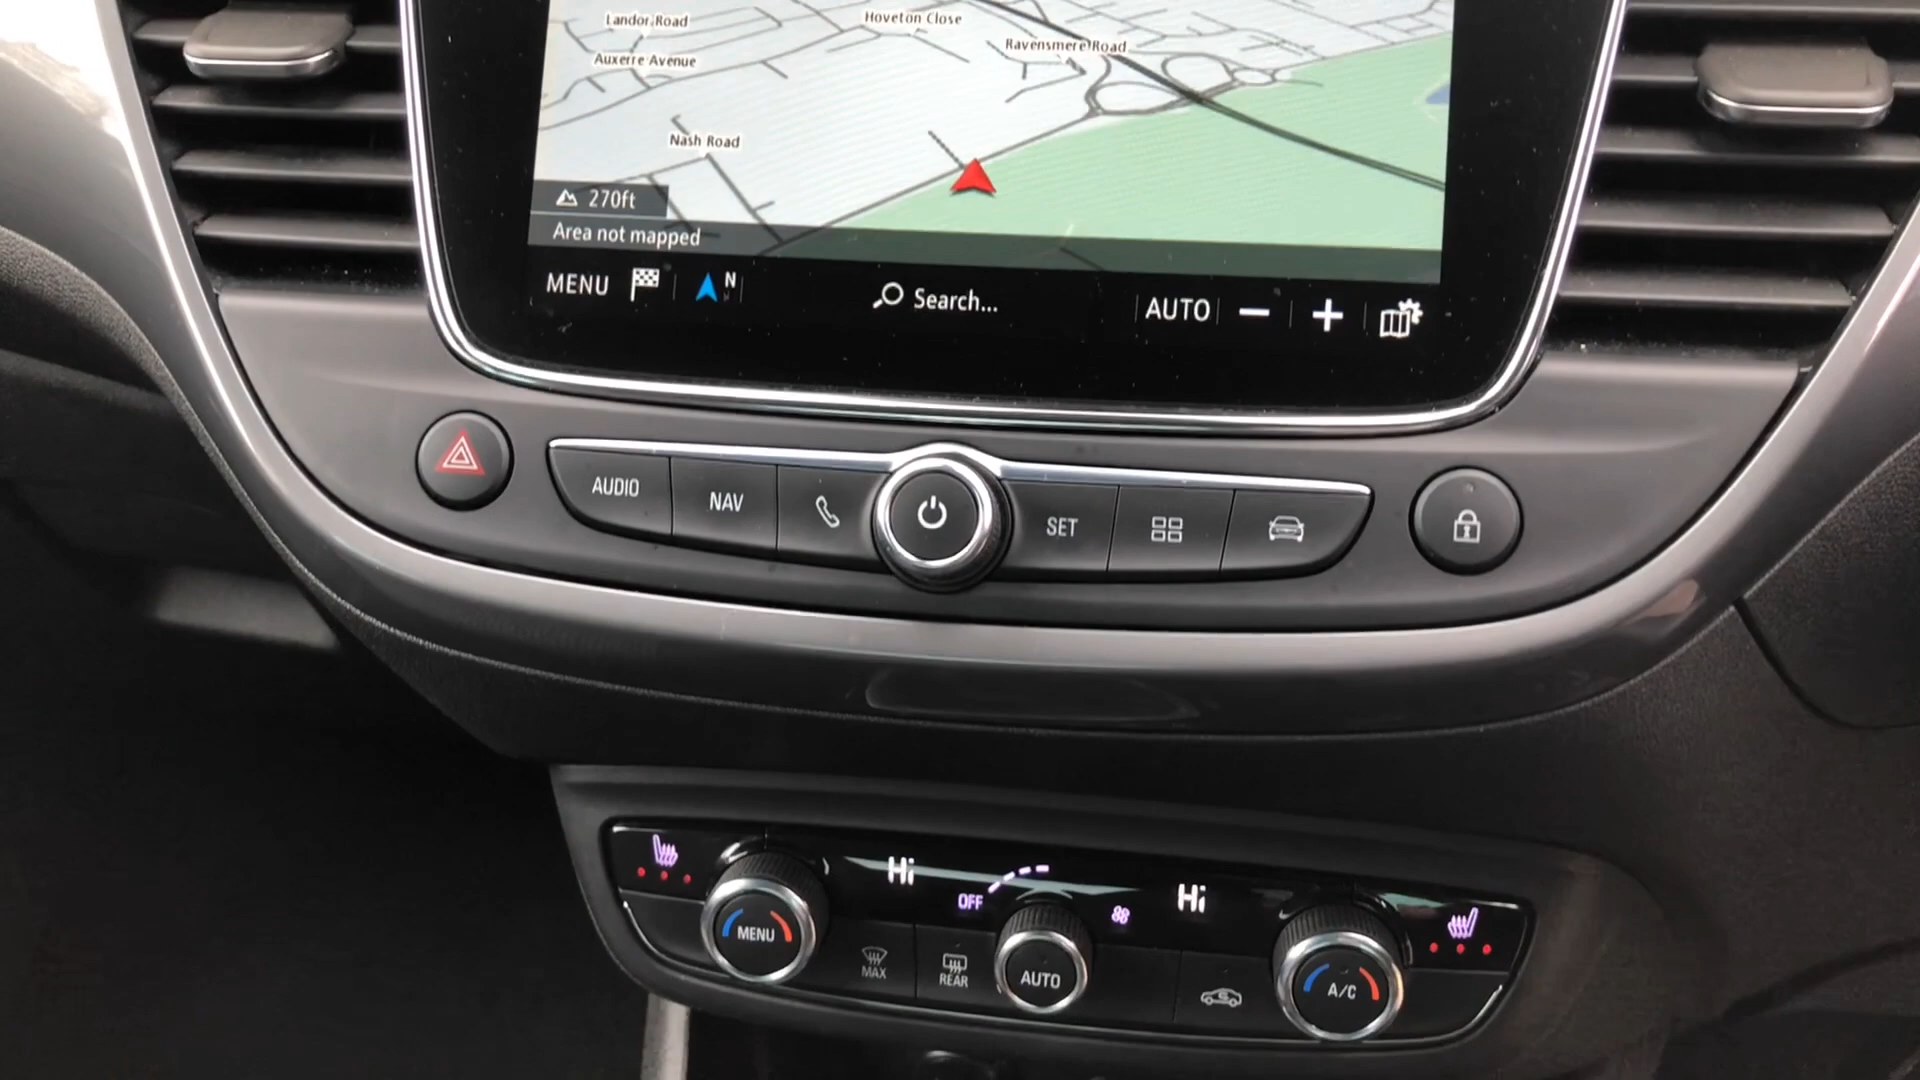 Landor Road
Hoveton Close
Ravensmere Road
Auxerre Avenue
Nash Road
270ft
Area not mapped
MENU
N
Search...
AUTO
AUDIO
NAV
SET
Hi
OFF
Hi
MENU
MAX
REAR
AUTO
A/C